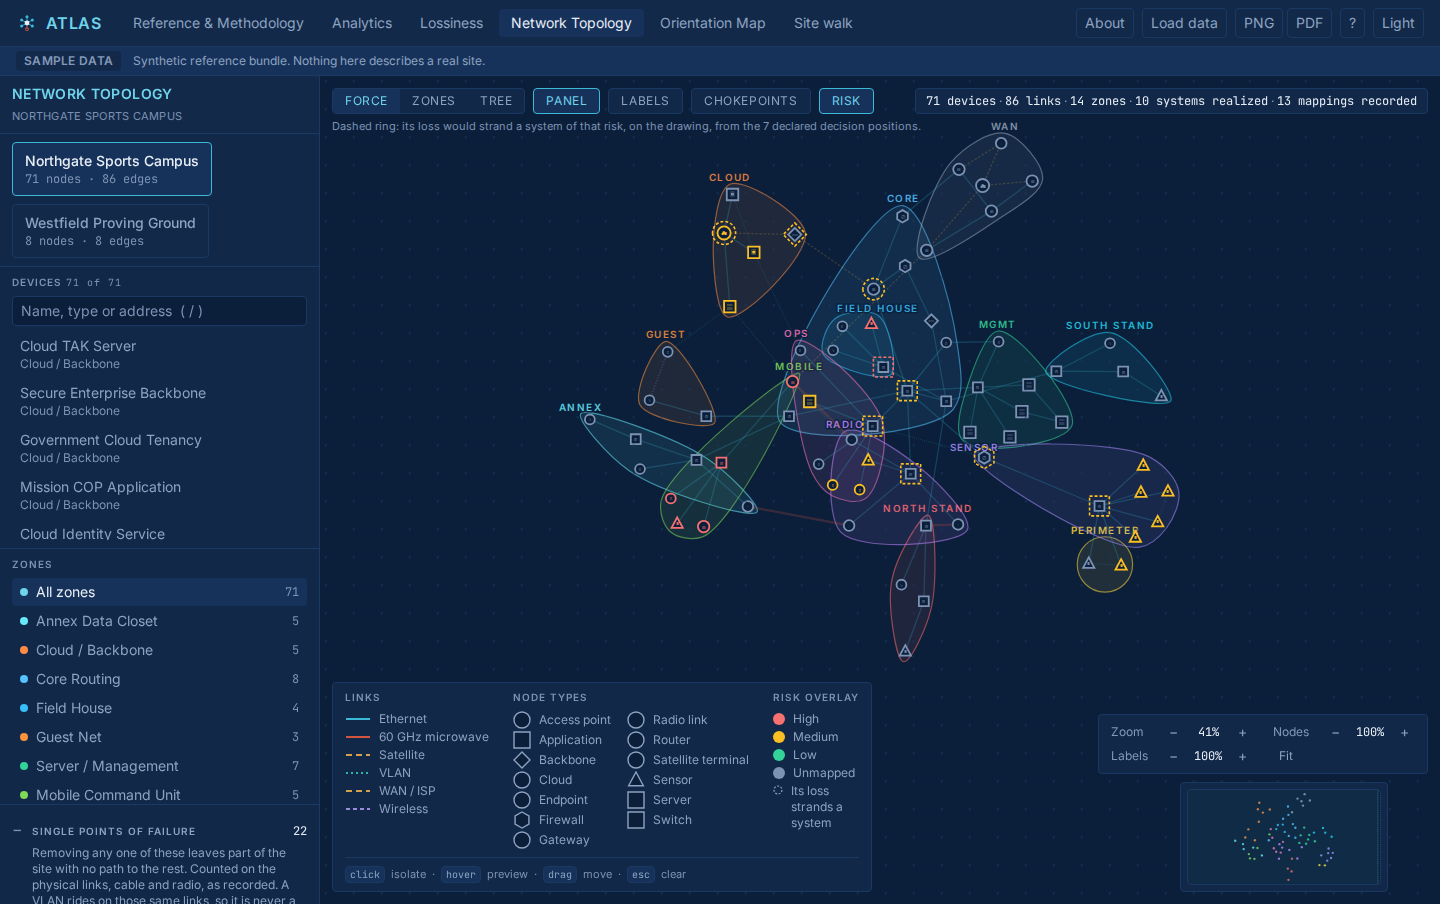 ATLAS
Reference & Methodology
Analytics
Lossiness
Network Topology
Orientation Map
Site walk
About
Load data
PNG
PDF
?
Light
SAMPLE DATA
Synthetic reference bundle. Nothing here describes a real site.
NETWORK TOPOLOGY
NORTHGATE SPORTS CAMPUS
Northgate Sports Campus
71 nodes · 86 edges
Westfield Proving Ground
8 nodes · 8 edges
DEVICES 71 of 71
Name, type or address ( / )
Cloud TAK Server
Cloud / Backbone
Secure Enterprise Backbone
Cloud / Backbone
Government Cloud Tenancy
Cloud / Backbone
Mission COP Application
Cloud / Backbone
Cloud Identity Service
ZONES
All zones 71
Annex Data Closet 5
Cloud / Backbone 5
Core Routing 8
Field House 4
Guest Net 3
Server / Management 7
Mobile Command Unit 5
− SINGLE POINTS OF FAILURE 22
Removing any one of these leaves part of the
site with no path to the rest. Counted on the
physical links, cable and radio, as recorded. A
VLAN rides on those same links, so it is never a
FORCE
ZONES
TREE
PANEL
LABELS
CHOKEPOINTS
RISK
71 devices · 86 links · 14 zones · 10 systems realized · 13 mappings recorded
Dashed ring: its loss would strand a system of that risk, on the drawing, from the 7 declared decision positions.
WAN
CLOUD
CORE
FIELD HOUSE
GUEST
OPS
MGMT
SOUTH STAND
MOBILE
ANNEX
RADIO
SENSOR
NORTH STAND
PERIMETER
LINKS
Ethernet
60 GHz microwave
Satellite
VLAN
WAN / ISP
Wireless
NODE TYPES
Access point
Application
Backbone
Cloud
Endpoint
Firewall
Gateway
Radio link
Router
Satellite terminal
Sensor
Server
Switch
RISK OVERLAY
High
Medium
Low
Unmapped
Its loss
strands a
system
click isolate · hover preview · drag move · esc clear
Zoom − 41% + Nodes − 100% +
Labels − 100% + Fit